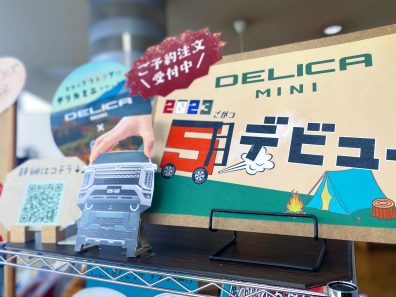 ご予約注文
受付中
DELICA
MINI
2023
ごがつ
5月
デビュー
DELICA
×
詳細はコチラ